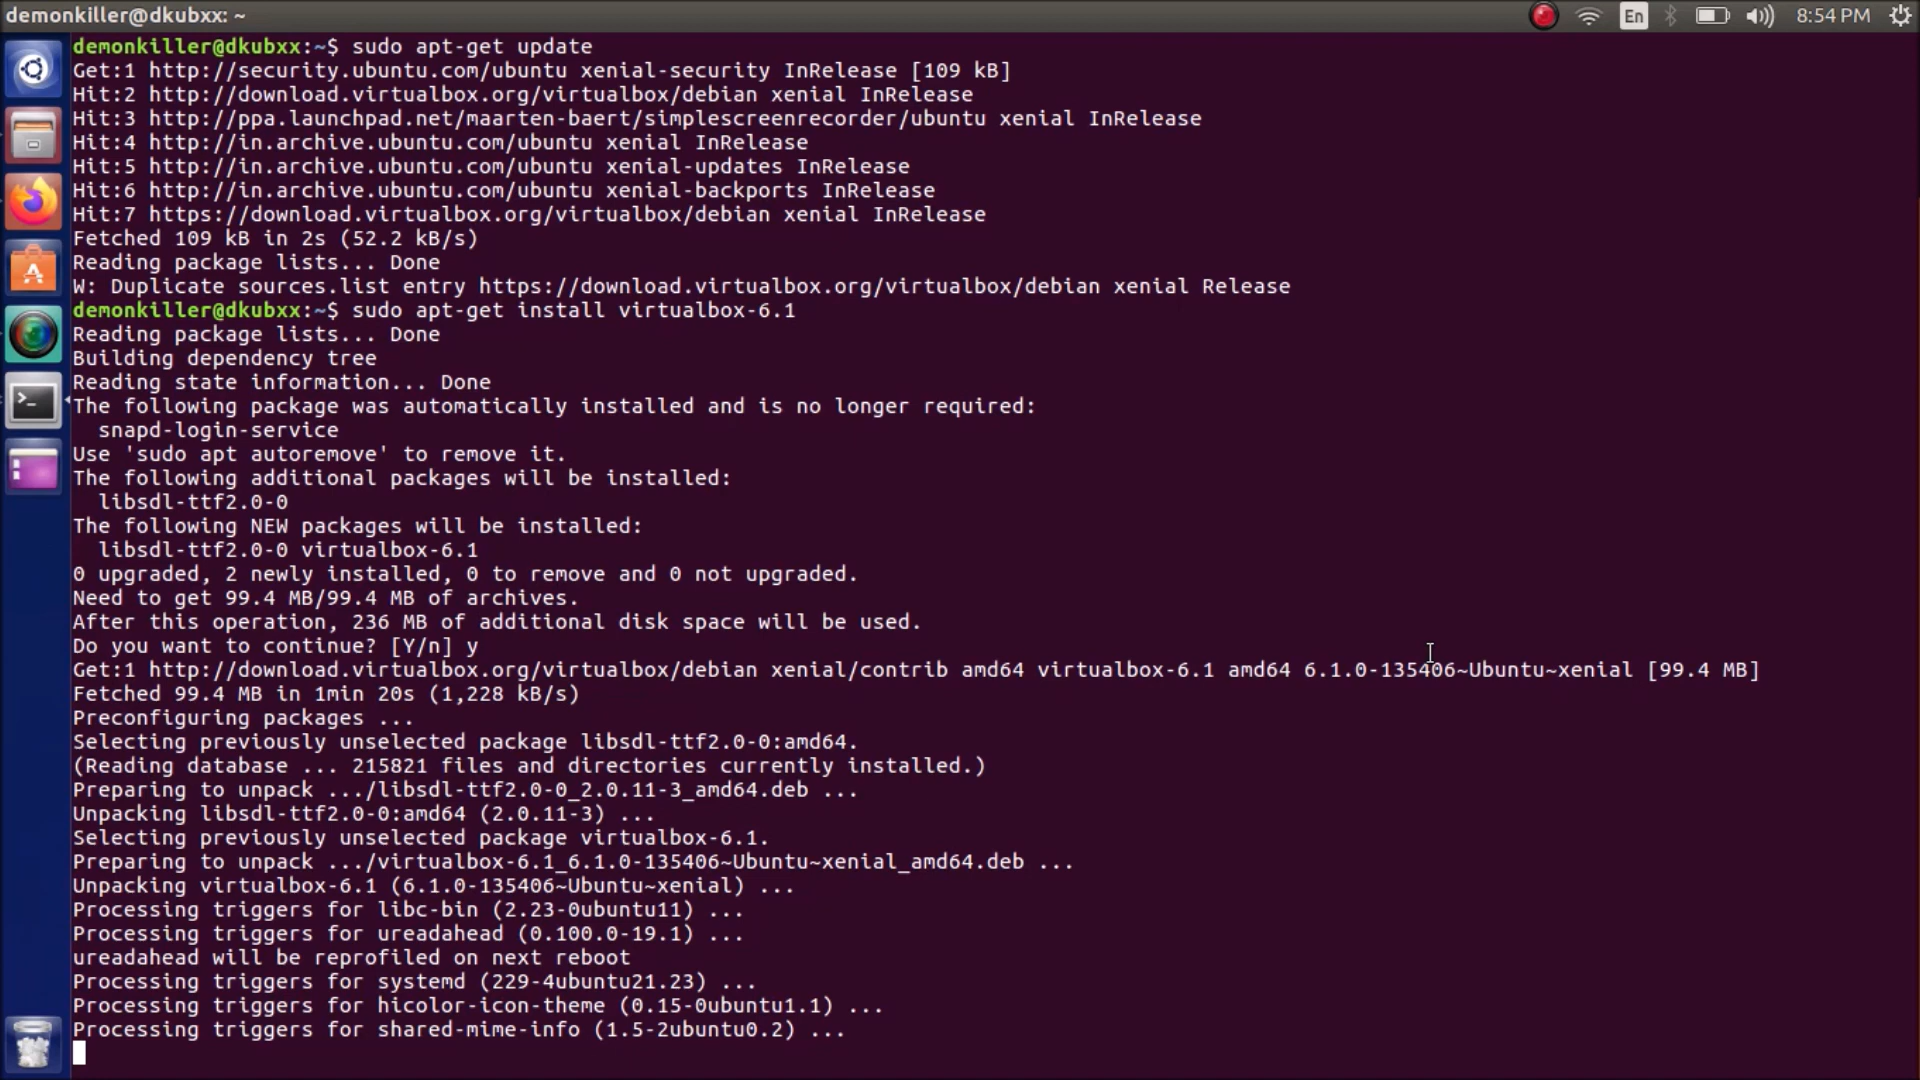 demonkiller@dkubxx: ~
En
8:54 PM
demonkiller@dkubxx:~$ sudo apt-get update
Get:1 http://security.ubuntu.com/ubuntu xenial-security InRelease [109 kB]
Hit:2 http://download.virtualbox.org/virtualbox/debian xenial InRelease
Hit:3 http://ppa.launchpad.net/maarten-baert/simplescreenrecorder/ubuntu xenial InRelease
Hit:4 http://in.archive.ubuntu.com/ubuntu xenial InRelease
Hit:5 http://in.archive.ubuntu.com/ubuntu xenial-updates InRelease
Hit:6 http://in.archive.ubuntu.com/ubuntu xenial-backports InRelease
Hit:7 https://download.virtualbox.org/virtualbox/debian xenial InRelease
Fetched 109 kB in 2s (52.2 kB/s)
Reading package lists... Done
W: Duplicate sources.list entry https://download.virtualbox.org/virtualbox/debian xenial Release
demonkiller@dkubxx:~$ sudo apt-get install virtualbox-6.1
Reading package lists... Done
Building dependency tree
Reading state information... Done
The following package was automatically installed and is no longer required:
  snapd-login-service
Use 'sudo apt autoremove' to remove it.
The following additional packages will be installed:
  libsdl-ttf2.0-0
The following NEW packages will be installed:
  libsdl-ttf2.0-0 virtualbox-6.1
0 upgraded, 2 newly installed, 0 to remove and 0 not upgraded.
Need to get 99.4 MB/99.4 MB of archives.
After this operation, 236 MB of additional disk space will be used.
Do you want to continue? [Y/n] y
Get:1 http://download.virtualbox.org/virtualbox/debian xenial/contrib amd64 virtualbox-6.1 amd64 6.1.0-135406~Ubuntu~xenial [99.4 MB]
Fetched 99.4 MB in 1min 20s (1,228 kB/s)
Preconfiguring packages ...
Selecting previously unselected package libsdl-ttf2.0-0:amd64.
(Reading database ... 215821 files and directories currently installed.)
Preparing to unpack .../libsdl-ttf2.0-0_2.0.11-3_amd64.deb ...
Unpacking libsdl-ttf2.0-0:amd64 (2.0.11-3) ...
Selecting previously unselected package virtualbox-6.1.
Preparing to unpack .../virtualbox-6.1_6.1.0-135406~Ubuntu~xenial_amd64.deb ...
Unpacking virtualbox-6.1 (6.1.0-135406~Ubuntu~xenial) ...
Processing triggers for libc-bin (2.23-0ubuntu11) ...
Processing triggers for ureadahead (0.100.0-19.1) ...
ureadahead will be reprofiled on next reboot
Processing triggers for systemd (229-4ubuntu21.23) ...
Processing triggers for hicolor-icon-theme (0.15-0ubuntu1.1) ...
Processing triggers for shared-mime-info (1.5-2ubuntu0.2) ...